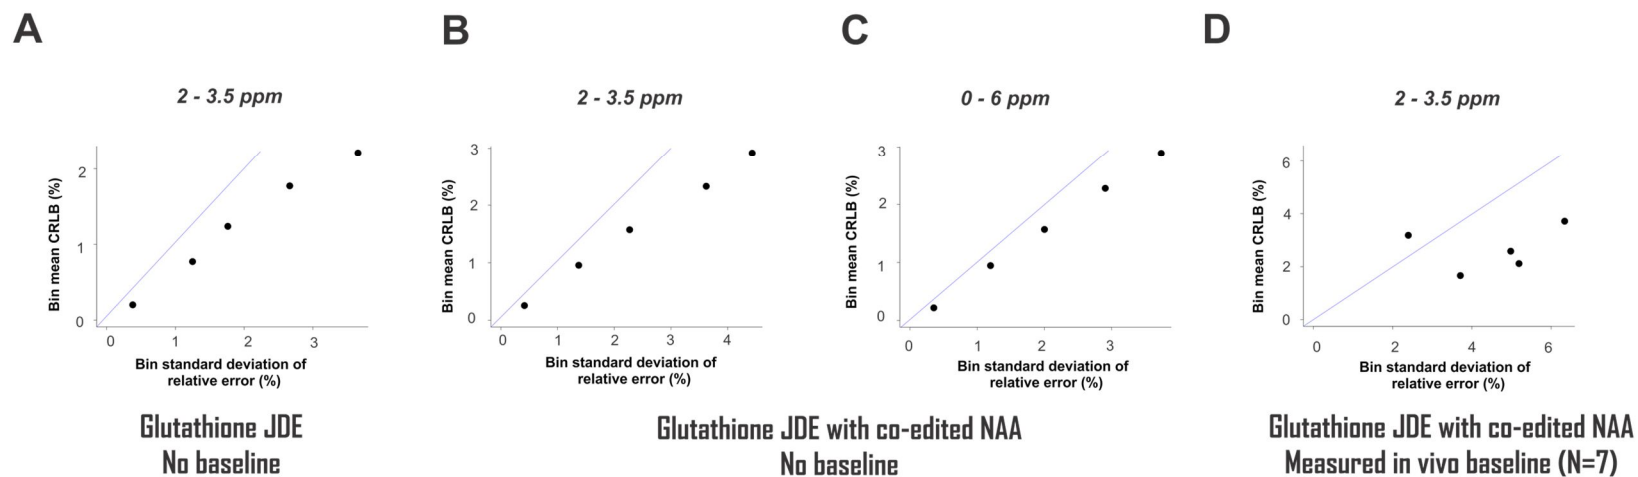 A
B
C
D
2 - 3.5 ppm
2 - 3.5 ppm
0 - 6 ppm
2 - 3.5 ppm
Bin mean CRLB (%)
2
1
0
0
1
2
3
Bin standard deviation of
relative error (%)
Bin mean CRLB (%)
3
2
1
0
0
1
2
3
4
Bin standard deviation of
relative error (%)
Bin mean CRLB (%)
3
2
1
0
0
1
2
3
Bin standard deviation of
relative error (%)
Bin mean CRLB (%)
6
4
2
0
0
2
4
6
Bin standard deviation of
relative error (%)
Glutathione JDE
No baseline
Glutathione JDE with co-edited NAA
No baseline
Glutathione JDE with co-edited NAA
Measured in vivo baseline (N=7)